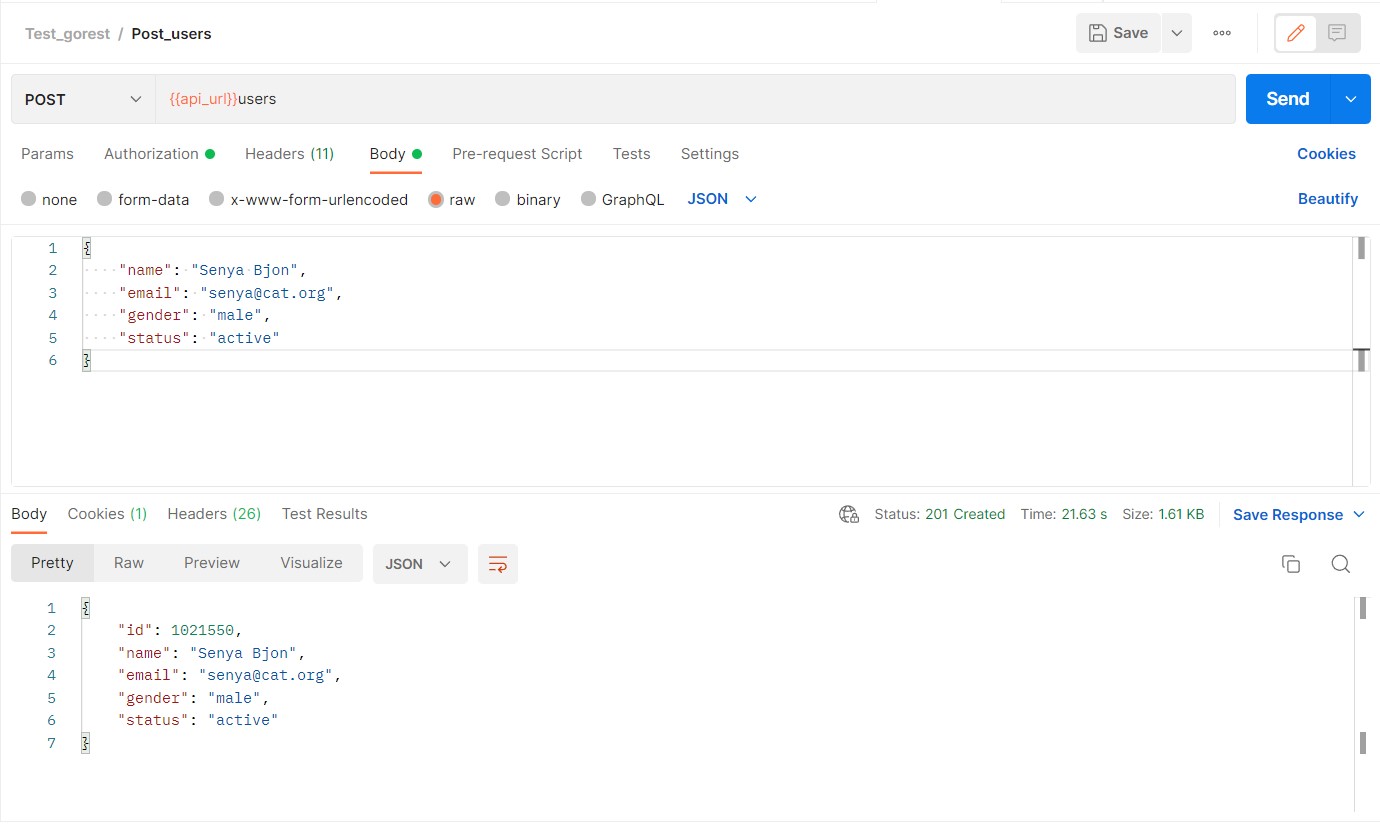 Test_gorest / Post_users
Save
POST
{{api_url}}users
Send
Params Authorization Headers (11) Body Pre-request Script Tests Settings Cookies
none form-data x-www-form-urlencoded raw binary GraphQL JSON Beautify
1 {
2 ····"name":·"Senya·Bjon",
3 ····"email":·"senya@cat.org",
4 ····"gender":·"male",
5 ····"status":·"active"
6 }
Body Cookies (1) Headers (26) Test Results Status: 201 Created Time: 21.63 s Size: 1.61 KB Save Response
Pretty Raw Preview Visualize JSON
1 {
2 "id": 1021550,
3 "name": "Senya Bjon",
4 "email": "senya@cat.org",
5 "gender": "male",
6 "status": "active"
7 }